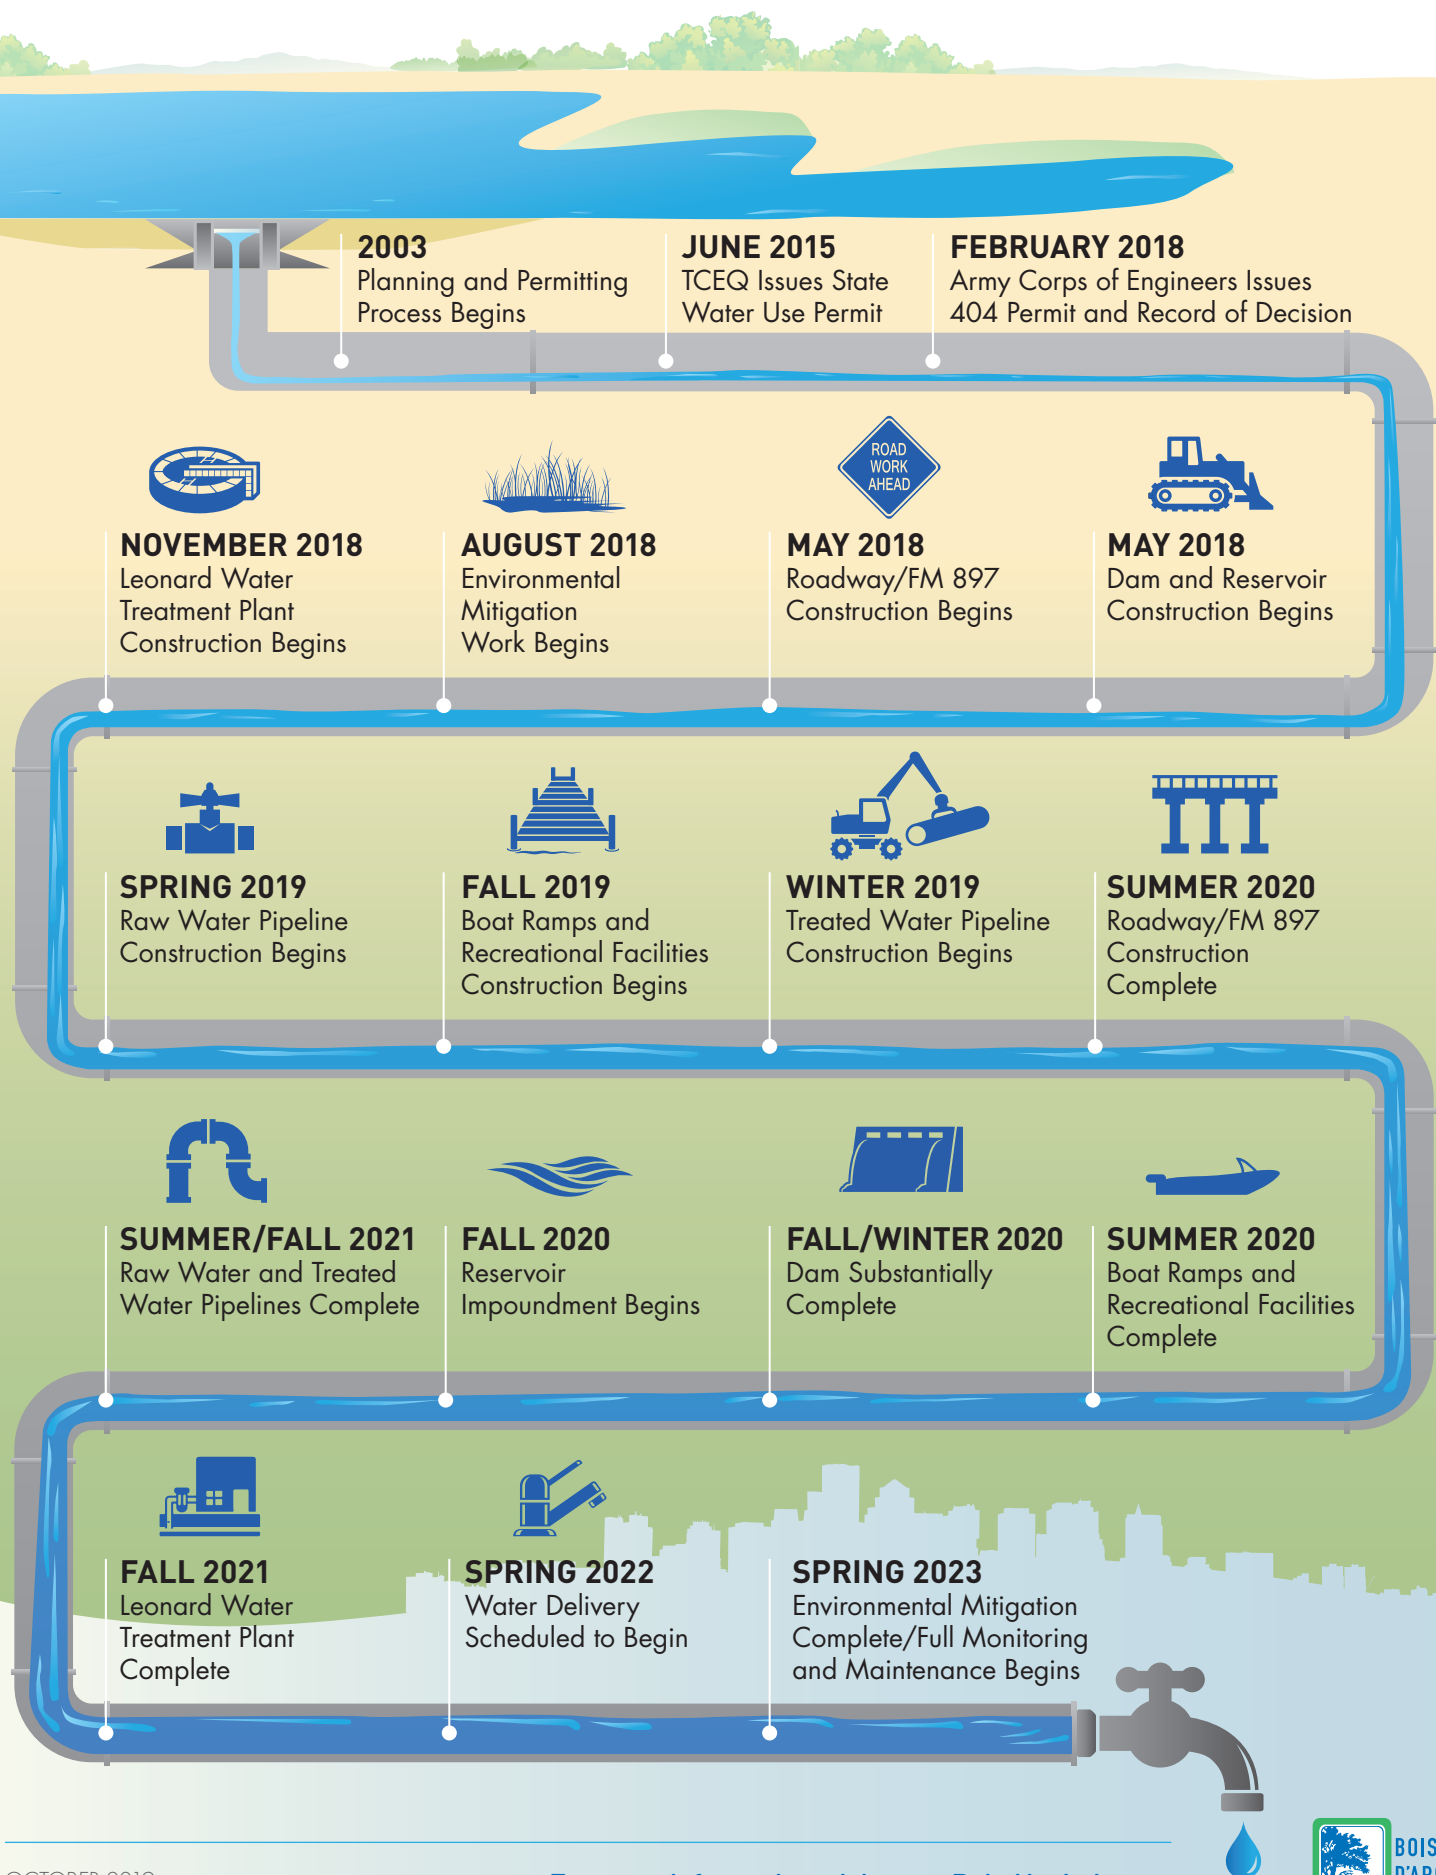 2003
Planning and Permitting
Process Begins
JUNE 2015
TCEQ Issues State
Water Use Permit
FEBRUARY 2018
Army Corps of Engineers Issues
404 Permit and Record of Decision
ROAD
WORK
AHEAD
NOVEMBER 2018
Leonard Water
Treatment Plant
Construction Begins
AUGUST 2018
Environmental
Mitigation
Work Begins
MAY 2018
Roadway/FM 897
Construction Begins
MAY 2018
Dam and Reservoir
Construction Begins
SPRING 2019
Raw Water Pipeline
Construction Begins
FALL 2019
Boat Ramps and
Recreational Facilities
Construction Begins
WINTER 2019
Treated Water Pipeline
Construction Begins
SUMMER 2020
Roadway/FM 897
Construction
Complete
SUMMER/FALL 2021
Raw Water and Treated
Water Pipelines Complete
FALL 2020
Reservoir
Impoundment Begins
FALL/WINTER 2020
Dam Substantially
Complete
SUMMER 2020
Boat Ramps and
Recreational Facilities
Complete
FALL 2021
Leonard Water
Treatment Plant
Complete
SPRING 2022
Water Delivery
Scheduled to Begin
SPRING 2023
Environmental Mitigation
Complete/Full Monitoring
and Maintenance Begins
BOIS